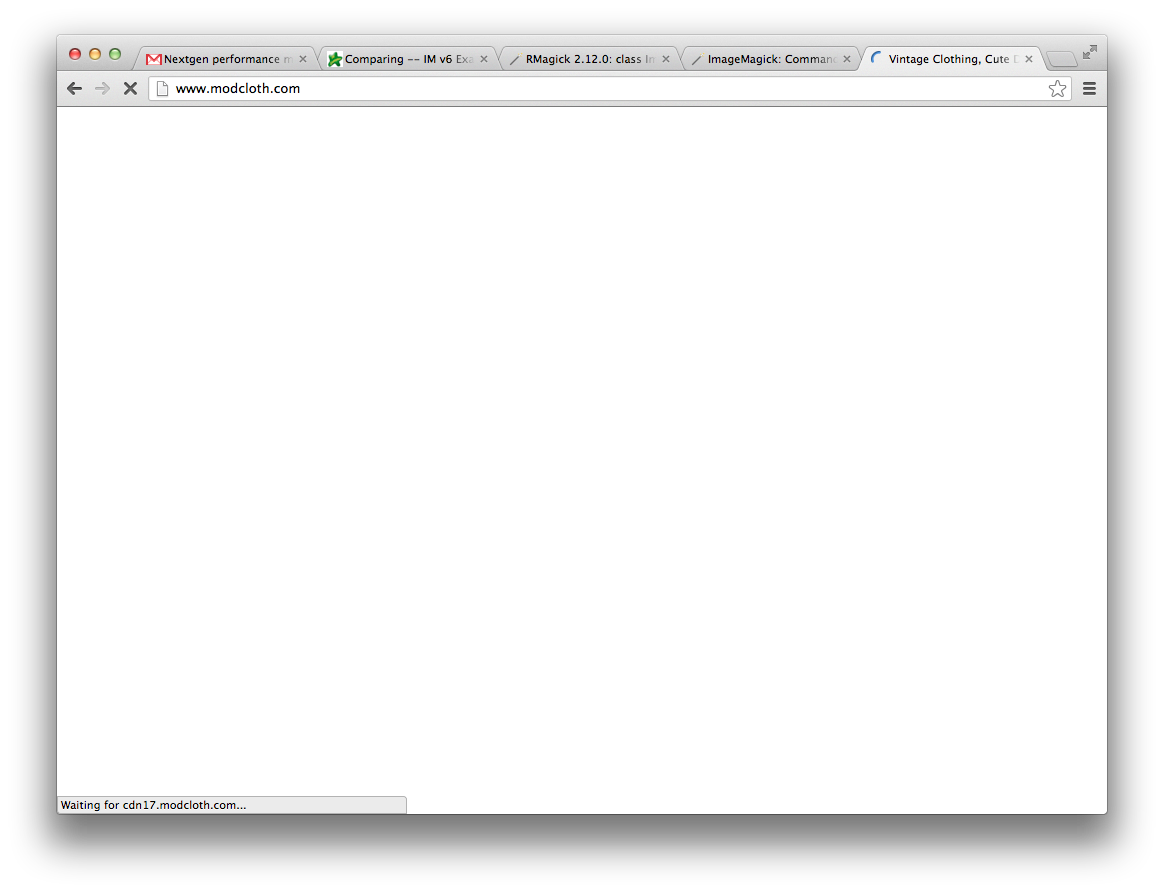 Nextgen performance
Comparing -- IM v6 Exa
RMagick 2.12.0: class In
ImageMagick: Comman
Vintage Clothing, Cute D
www.modcloth.com
Waiting for cdn17.modcloth.com...